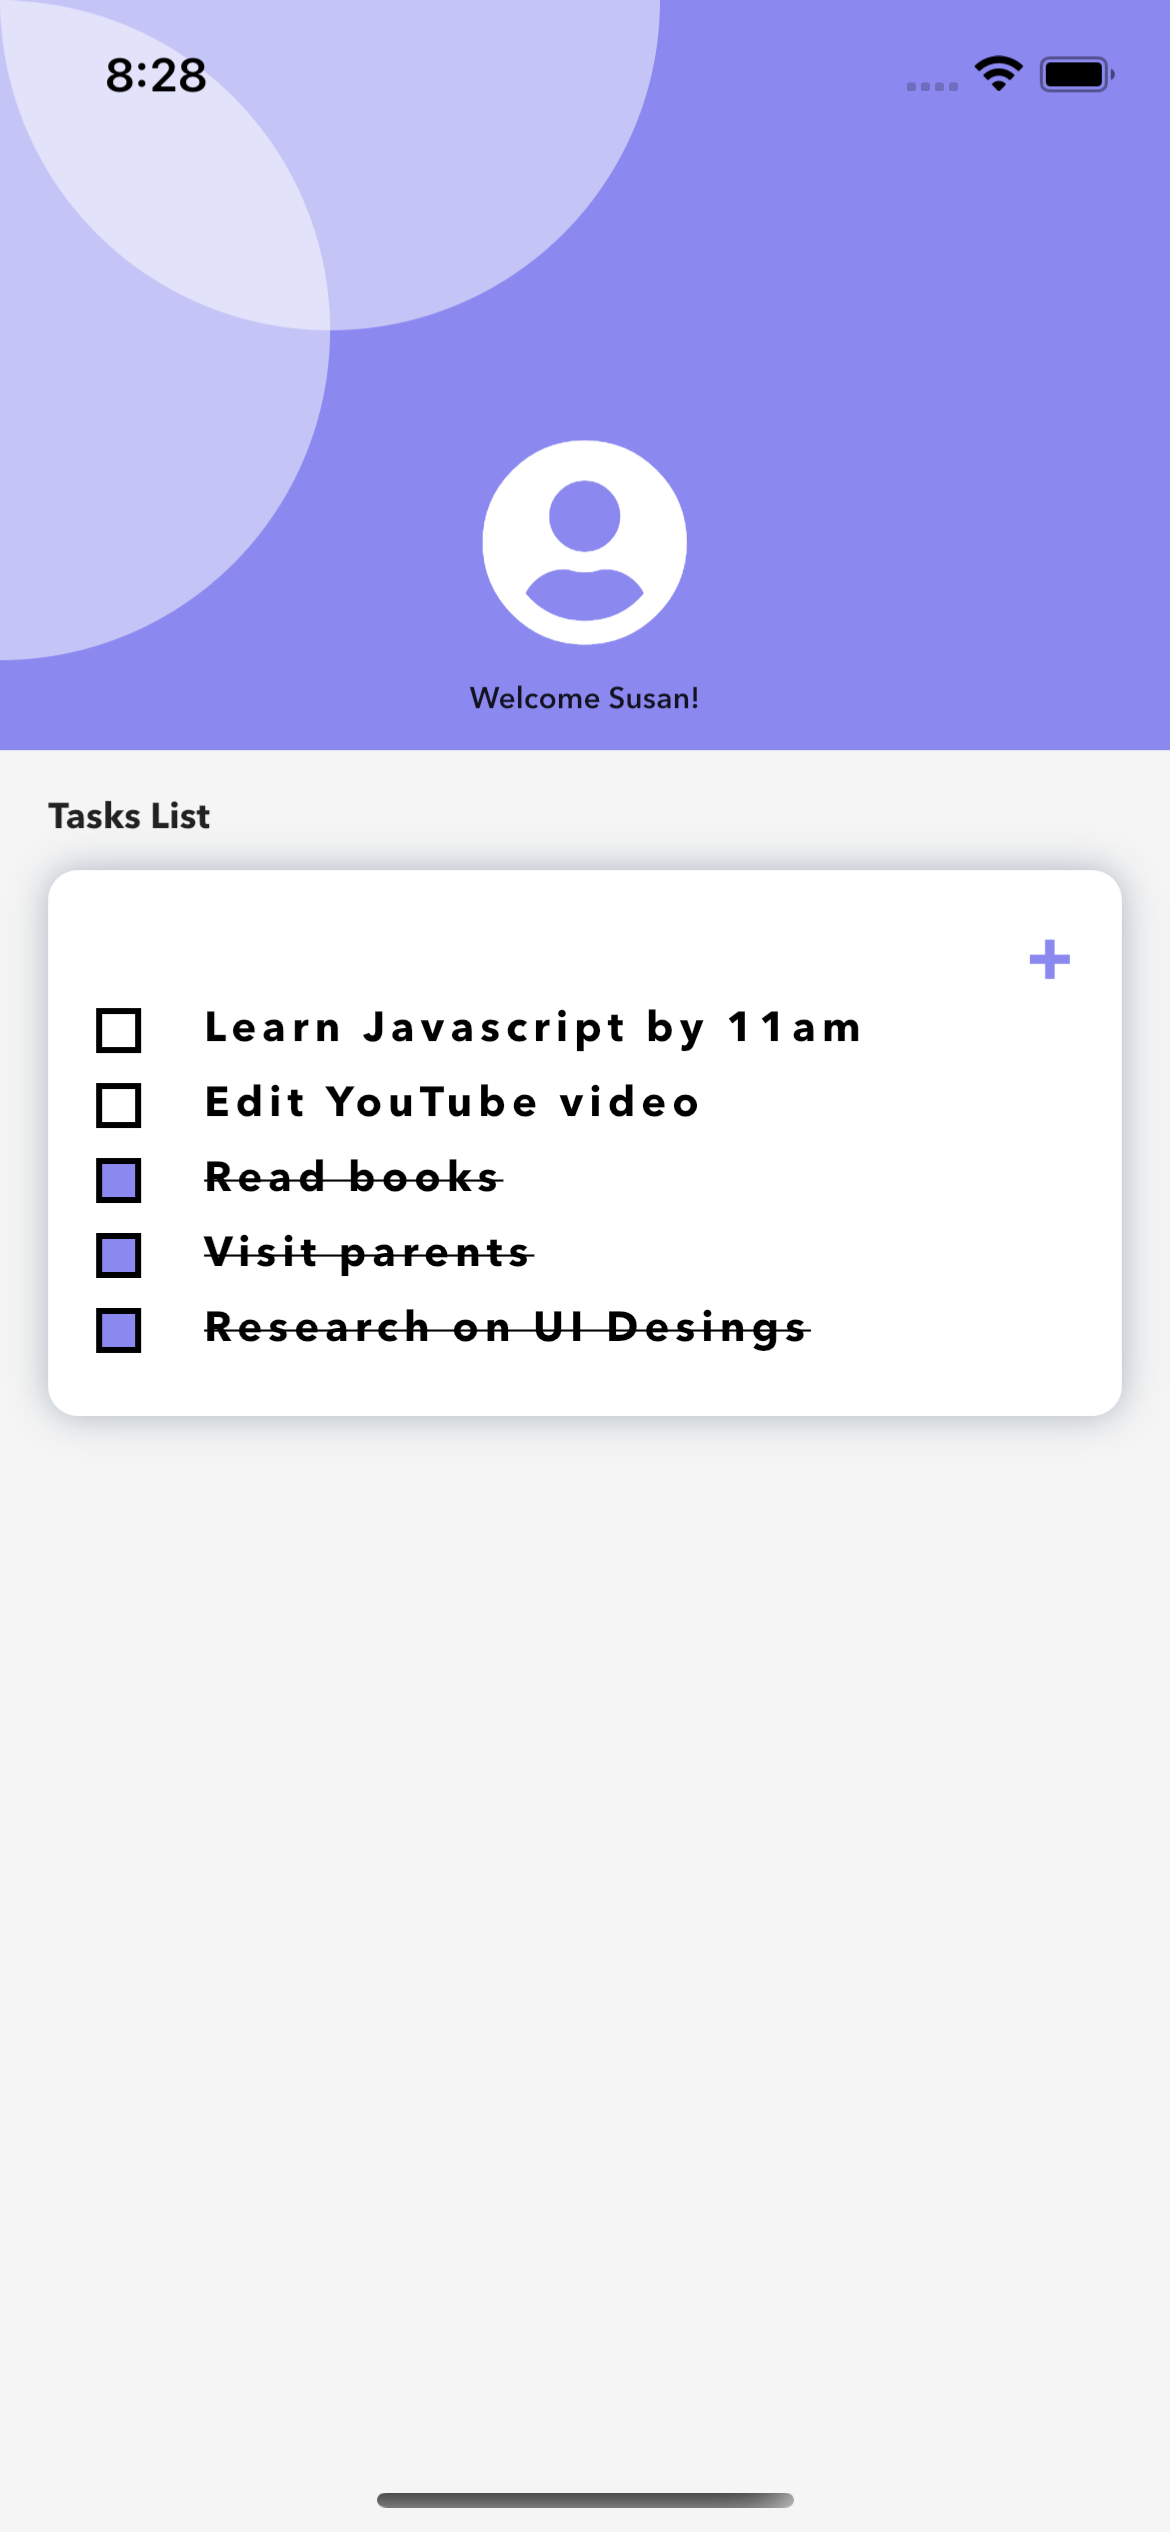 8:28
Welcome Susan!
Tasks List
+
Learn Javascript by 11am
Edit YouTube video
Read books
Visit parents
Research on UI Desings